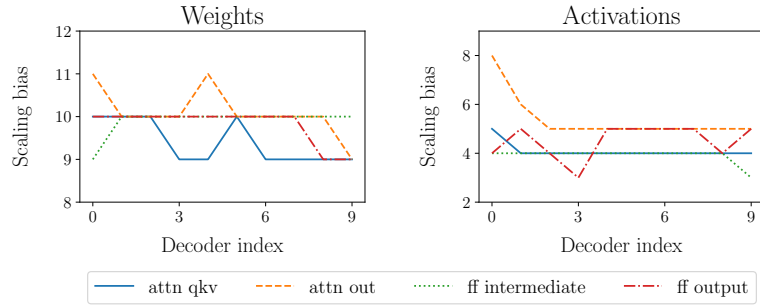 Weights
Scaling bias
12
11
10
9
8
0
3
6
9
Decoder index
Activations
Scaling bias
8
6
4
2
0
3
6
9
Decoder index
attn qkv
attn out
ff intermediate
ff output